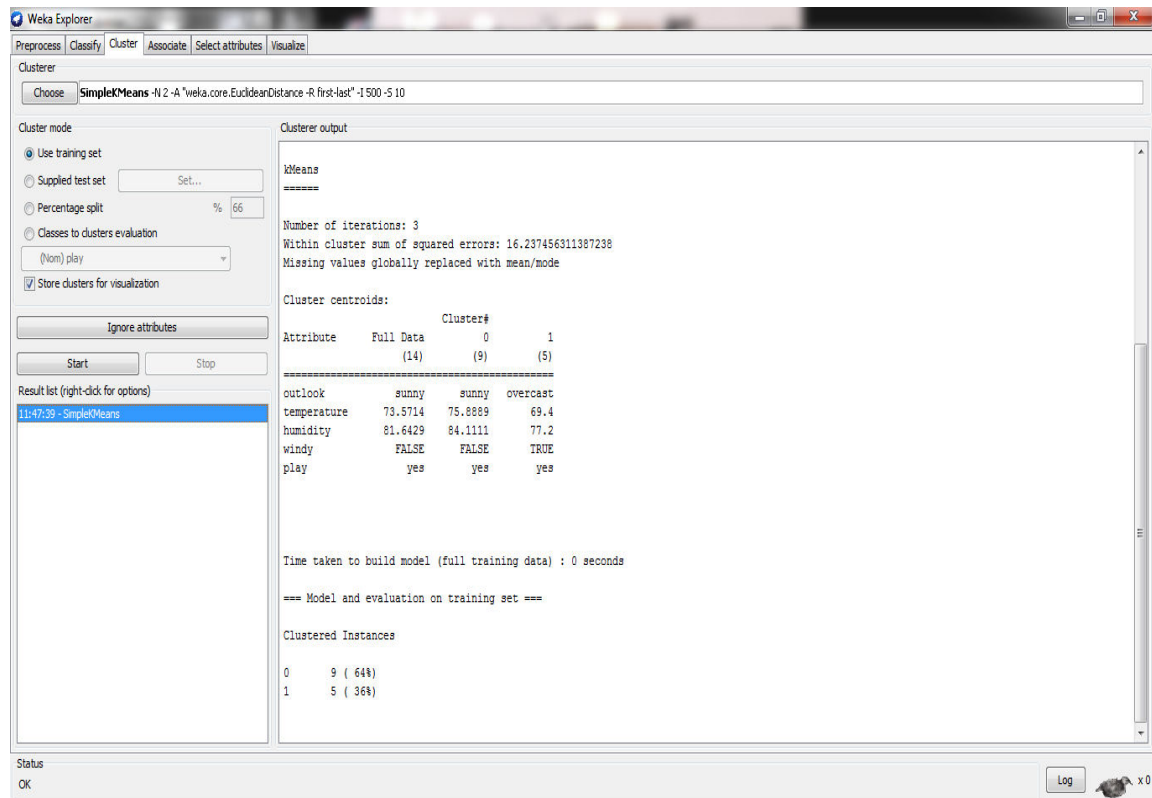 Weka Explorer
Preprocess Classify Cluster Associate Select attributes Visualize
Clusterer
Choose SimpleKMeans -N 2 -A "weka.core.EuclideanDistance -R first-last" -I 500 -S 10
Cluster mode
Use training set
Supplied test set Set...
Percentage split % 66
Classes to clusters evaluation
(Nom) play
Store clusters for visualization
Ignore attributes
Start Stop
Result list (right-click for options)
11:47:39 - SimpleKMeans
Clusterer output
kMeans
======
Number of iterations: 3
Within cluster sum of squared errors: 16.237456311387238
Missing values globally replaced with mean/mode
Cluster centroids:
Cluster#
Attribute Full Data 0 1
(14) (9) (5)
==============================================
outlook sunny sunny overcast
temperature 73.5714 75.8889 69.4
humidity 81.6429 84.1111 77.2
windy FALSE FALSE TRUE
play yes yes yes
Time taken to build model (full training data) : 0 seconds
=== Model and evaluation on training set ===
Clustered Instances
0 9 ( 64%)
1 5 ( 36%)
Status
OK
Log x 0